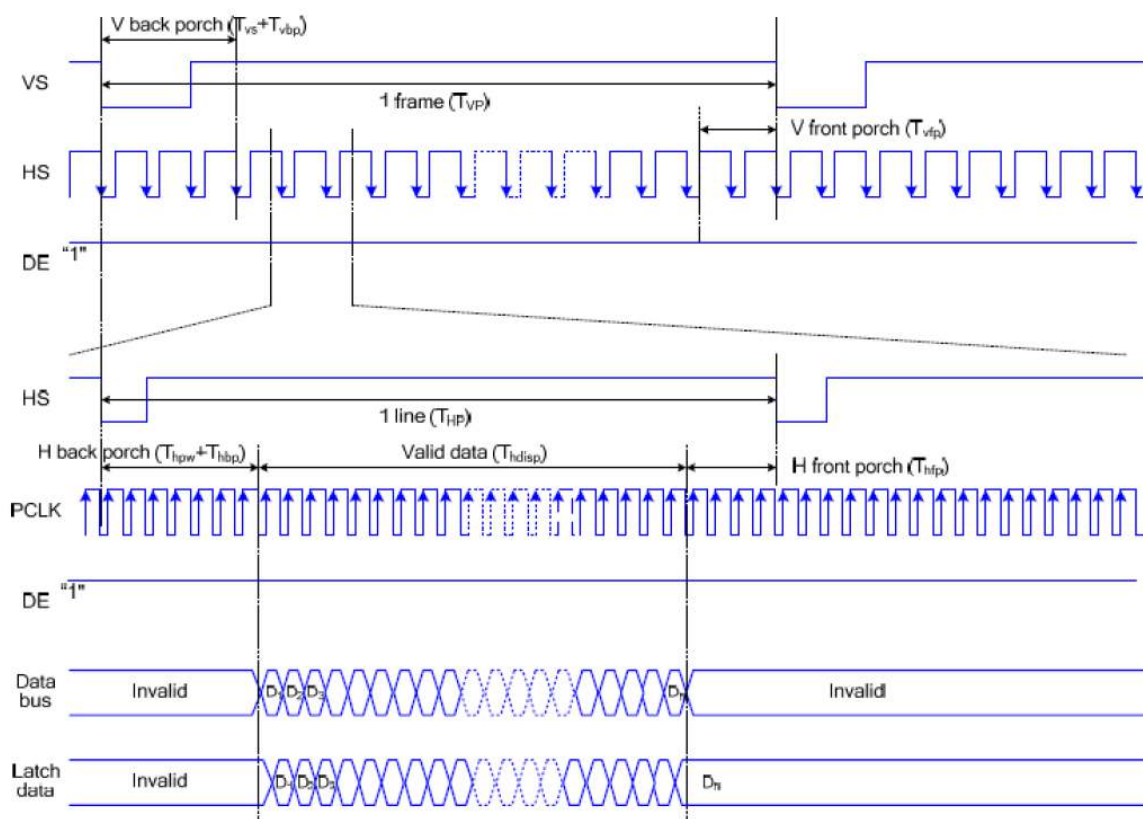 V back porch (Tvs+Tvbp)
VS
1 frame (TVP)
V front porch (Tvfp)
HS
DE "1"
HS
1 line (THP)
H back porch (Thpw+Thbp)
Valid data (Thdisp)
H front porch (Thfp)
PCLK
DE "1"
Data
bus
Invalid
D1 D2 D3
Dn
Invalid
Latch
data
Invalid
D1 D2 D3
Dn